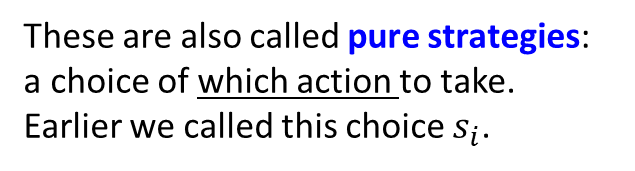 These are also called pure strategies:
a choice of which action to take.
Earlier we called this choice sᵢ.